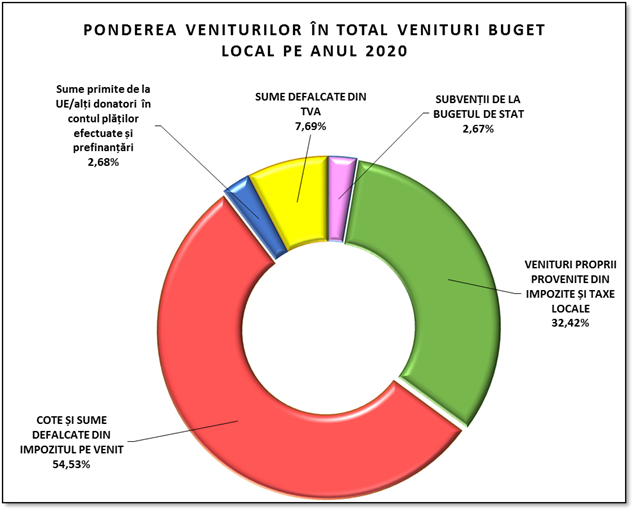 PONDEREA VENITURILOR ÎN TOTAL VENITURI BUGET
LOCAL PE ANUL 2020
Sume primite de la
UE/alți donatori în
contul plăților
efectuate și
prefinanțări
2,68%
SUME DEFALCATE DIN
TVA
7,69%
SUBVENȚII DE LA
BUGETUL DE STAT
2,67%
VENITURI PROPRII
PROVENITE DIN
IMPOZITE ȘI TAXE
LOCALE
32,42%
COTE ȘI SUME
DEFALCATE DIN
IMPOZITUL PE VENIT
54,53%